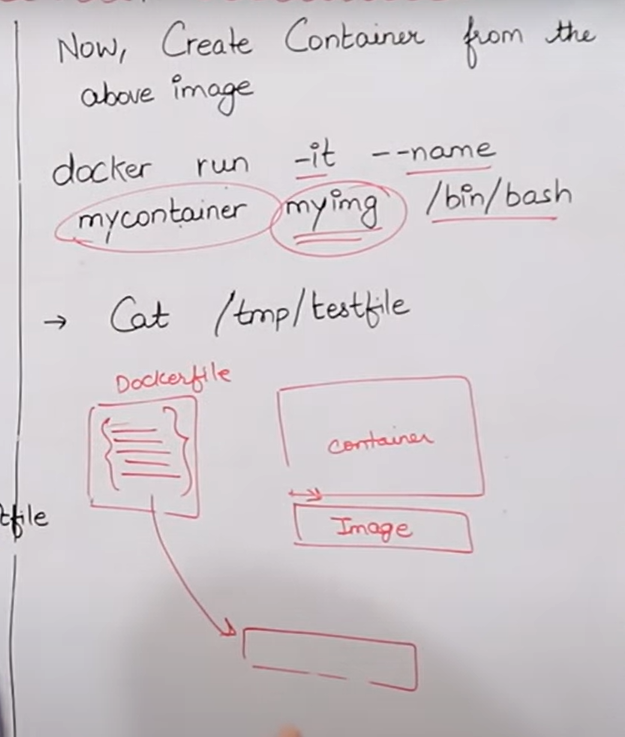 Now, Create Container from the
above image
docker run -it --name
mycontainer myimg /bin/bash
→ Cat /tmp/testfile
Dockerfile
container
Image
tfile